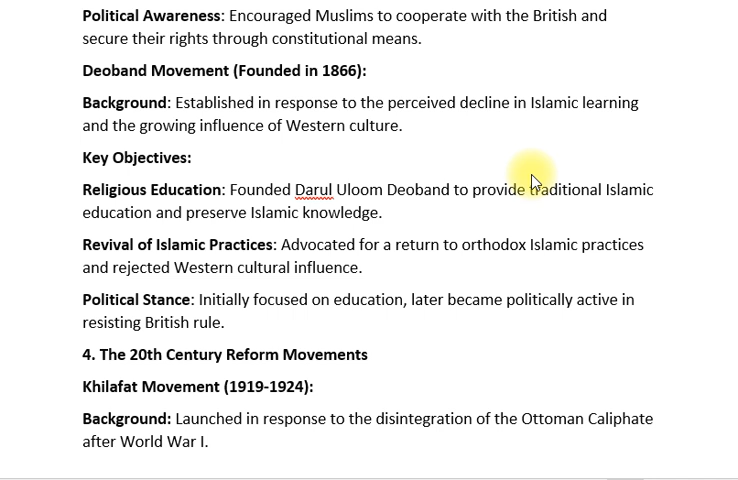 Political Awareness: Encouraged Muslims to cooperate with the British and
secure their rights through constitutional means.
Deoband Movement (Founded in 1866):
Background: Established in response to the perceived decline in Islamic learning
and the growing influence of Western culture.
Key Objectives:
Religious Education: Founded Darul Uloom Deoband to provide traditional Islamic
education and preserve Islamic knowledge.
Revival of Islamic Practices: Advocated for a return to orthodox Islamic practices
and rejected Western cultural influence.
Political Stance: Initially focused on education, later became politically active in
resisting British rule.
4. The 20th Century Reform Movements
Khilafat Movement (1919-1924):
Background: Launched in response to the disintegration of the Ottoman Caliphate
after World War I.